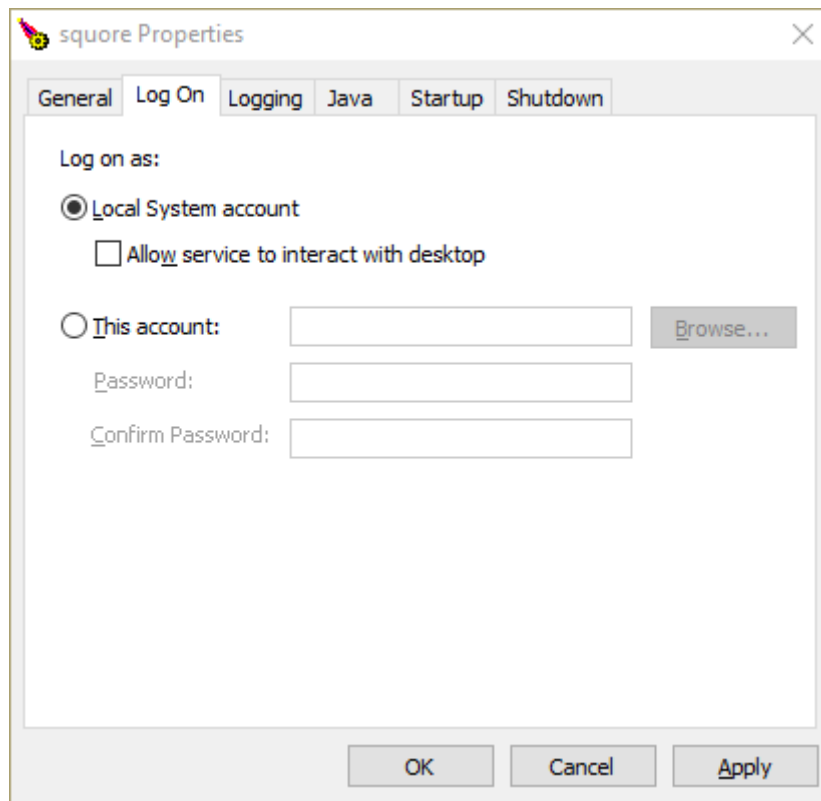 squore Properties
General Log On Logging Java Startup Shutdown
Log on as:
Local System account
Allow service to interact with desktop
This account:
Browse...
Password:
Confirm Password:
OK Cancel Apply